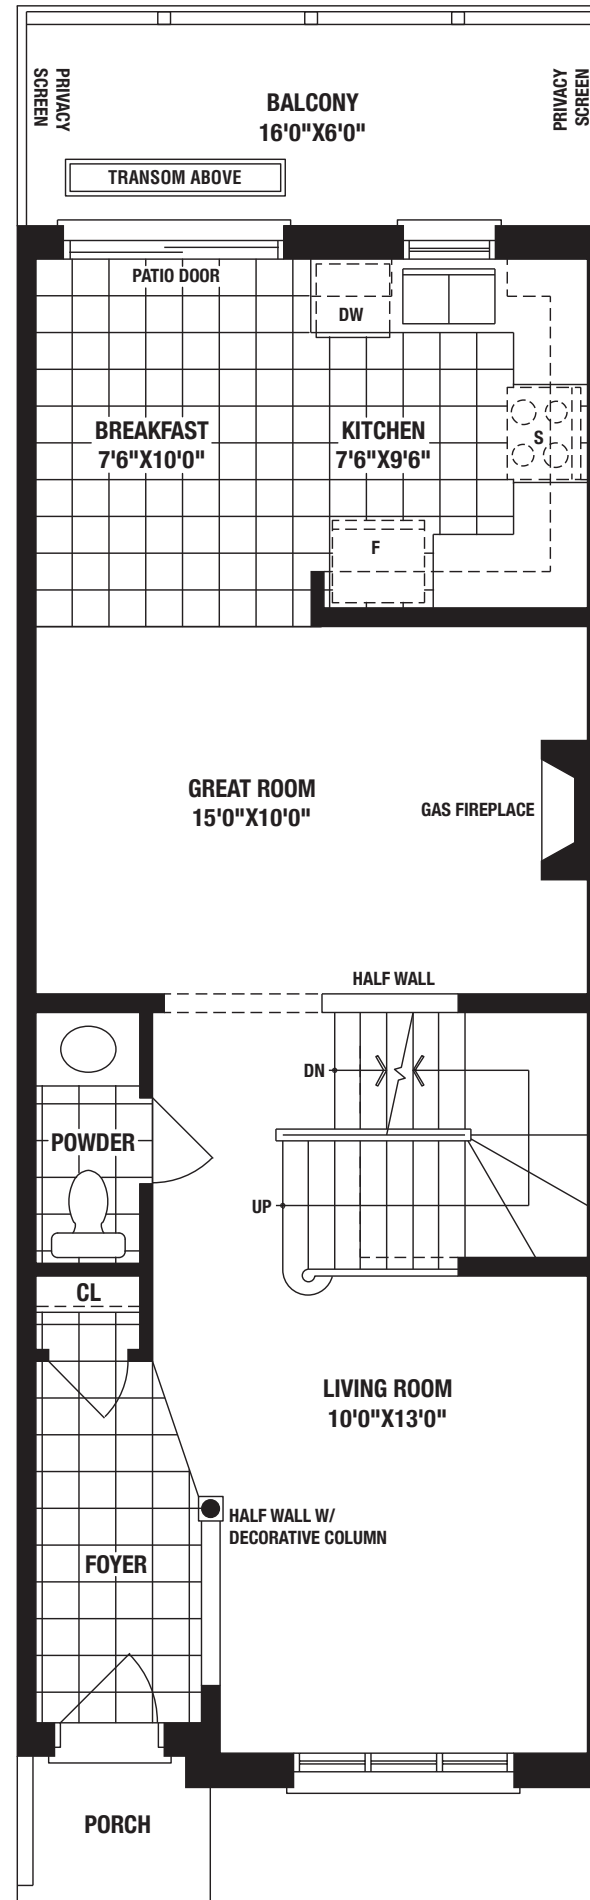 PRIVACY
SCREEN
BALCONY
16'0"X6'0"
PRIVACY
SCREEN
TRANSOM ABOVE
PATIO DOOR
DW
BREAKFAST
7'6"X10'0"
KITCHEN
7'6"X9'6"
S
F
GREAT ROOM
15'0"X10'0"
GAS FIREPLACE
HALF WALL
DN
POWDER
UP
CL
LIVING ROOM
10'0"X13'0"
HALF WALL W/
DECORATIVE COLUMN
FOYER
PORCH